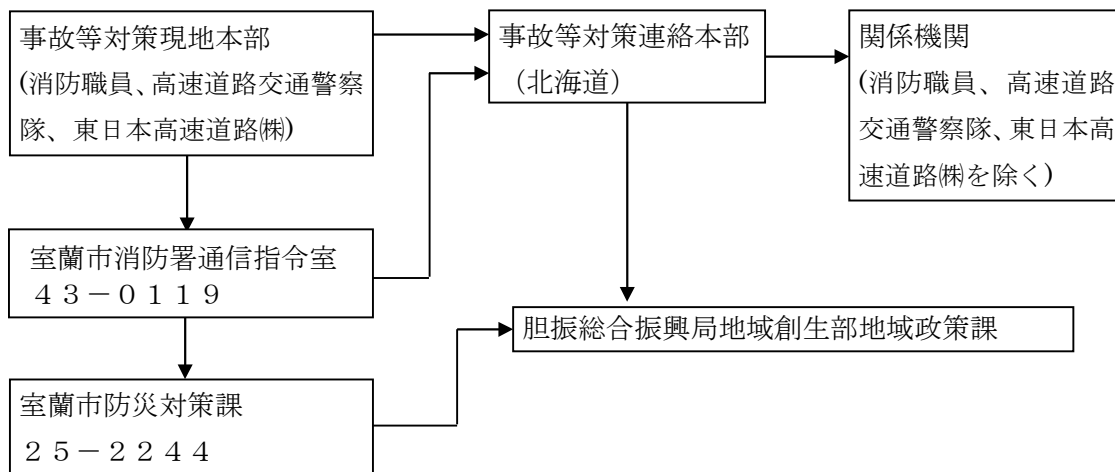 事故等対策現地本部
(消防職員、高速道路交通警察
隊、東日本高速道路㈱)
事故等対策連絡本部
（北海道）
関係機関
(消防職員、高速道路
交通警察隊、東日本高
速道路㈱を除く)
室蘭市消防署通信指令室
４３－０１１９
胆振総合振興局地域創生部地域政策課
室蘭市防災対策課
２５－２２４４